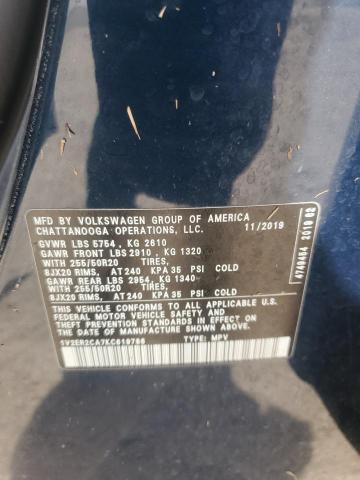 MFD BY VOLKSWAGEN GROUP OF AMERICA
CHATTANOOGA OPERATIONS, LLC. 11/2019
GVWR LBS 5754 , KG 2610
GAWR FRONT LBS 2910 , KG 1320
WITH 255/50R20 TIRES,
8JX20 RIMS, AT 240 KPA 35 PSI COLD
GAWR REAR LBS 2954, KG 1340
WITH 255/50R20 TIRES,
8JX20 RIMS, AT 240 KPA 35 PSI COLD
THIS VEHICLE CONFORMS TO ALL APPLICABLE U.S.
FEDERAL MOTOR VEHICLE SAFETY STANDARDS IN
EFFECT ON THE DATE OF MANUFACTURE SHOWN ABOVE
TYPE: MPV
2019 02